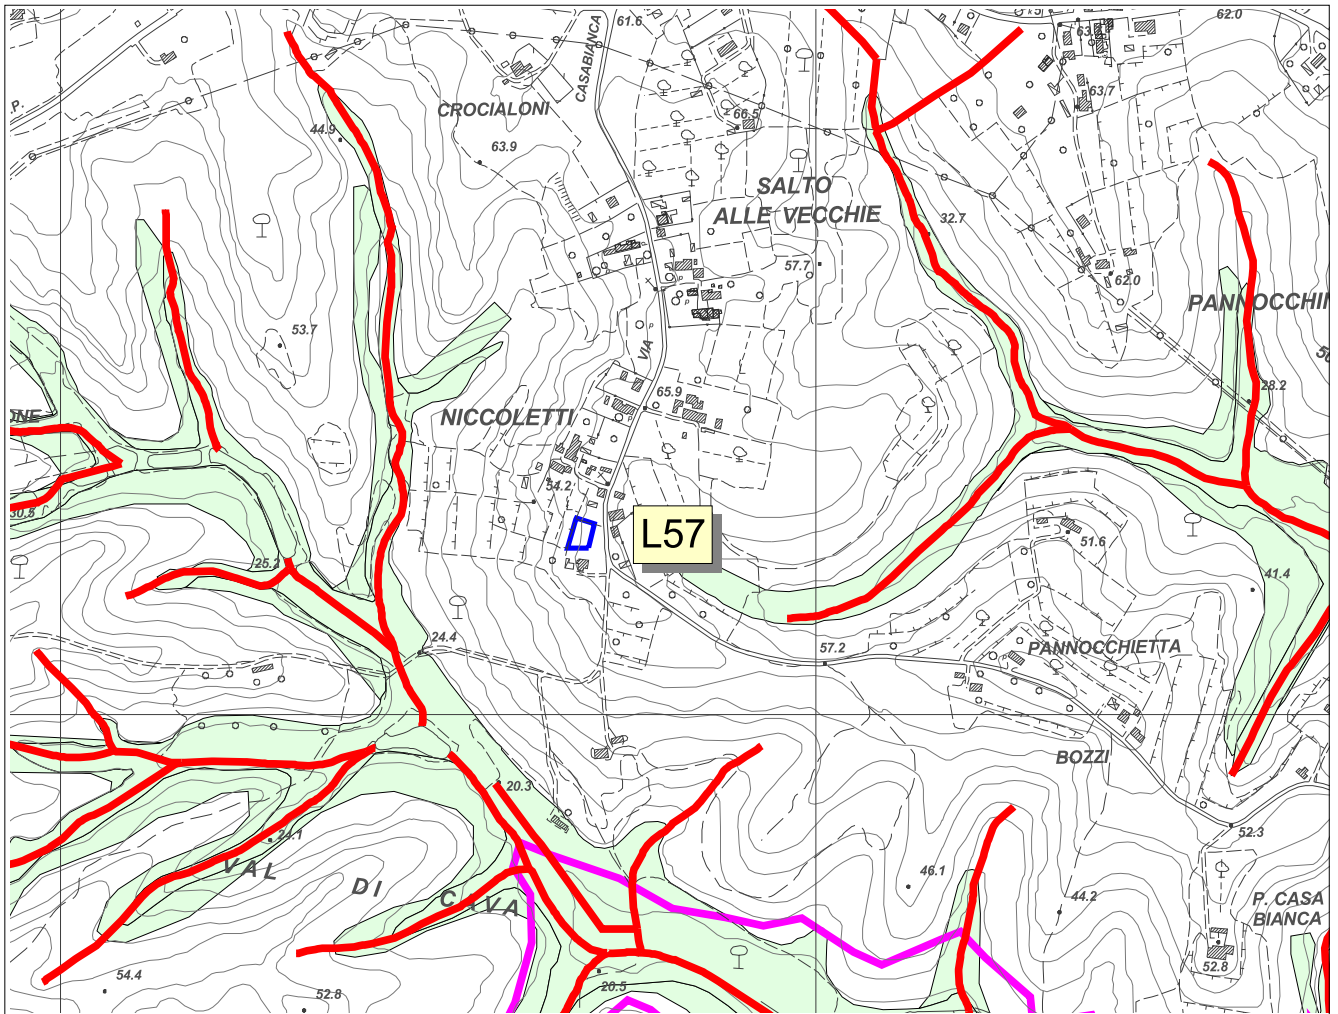 61.6
62.0
63.7
P.
CASABIANCA
CROCIALONI
44.9
63.9
66.5
SALTO
ALLE VECCHIE
32.7
57.7
62.0
PANNOCCHI
53.7
VIA
28.2
65.9
NICCOLETTI
54.2
30.5
L57
51.6
25.2
41.4
24.4
57.2
PANNOCCHIETTA
BOZZI
20.3
24.1
52.3
VAL DI CAVA
46.1
44.2
P. CASA
BIANCA
54.4
52.8
20.5
52.8